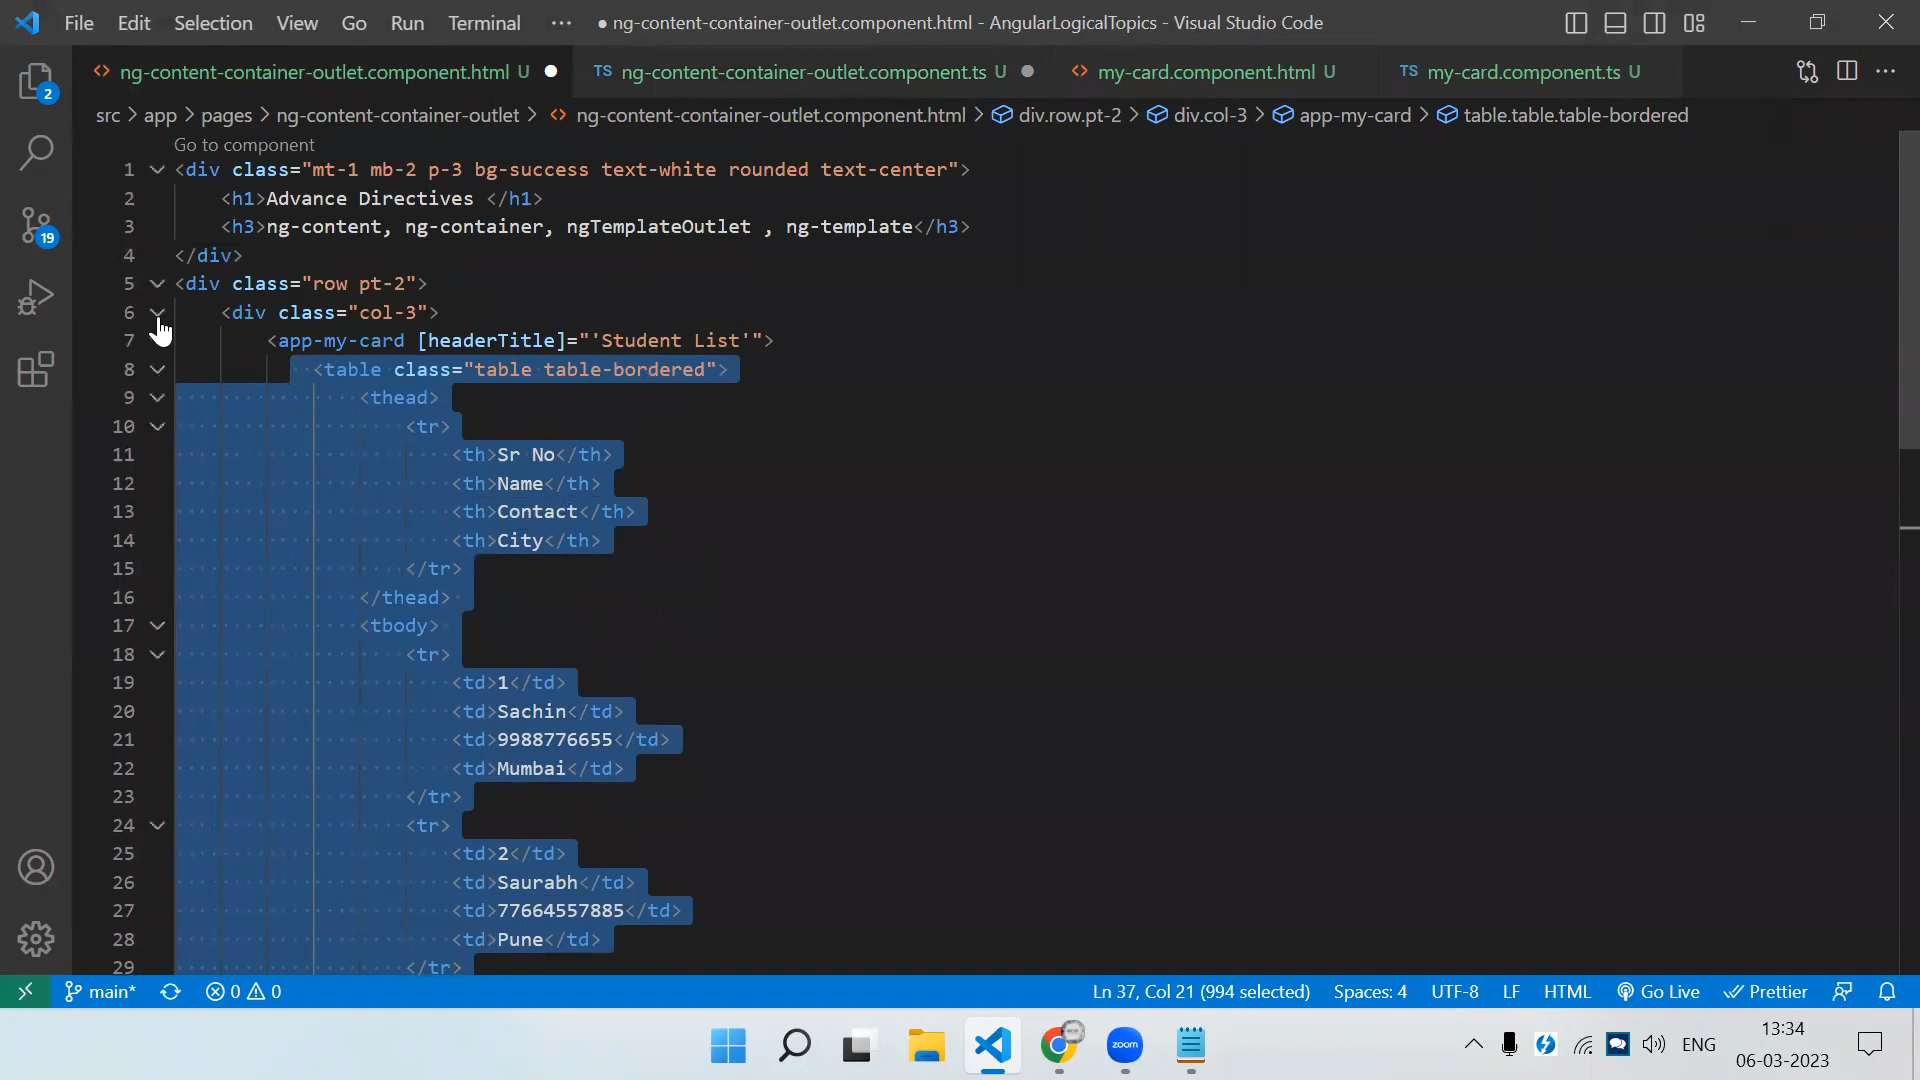 File Edit Selection View Go Run Terminal ··· ● ng-content-container-outlet.component.html - AngularLogicalTopics - Visual Studio Code
<> ng-content-container-outlet.component.html U ● TS ng-content-container-outlet.component.ts U ● <> my-card.component.html U TS my-card.component.ts U ···
src > app > pages > ng-content-container-outlet > <> ng-content-container-outlet.component.html > div.row.pt-2 > div.col-3 > app-my-card > table.table.table-bordered
Go to component
1 <div class="mt-1 mb-2 p-3 bg-success text-white rounded text-center">
2 <h1>Advance Directives </h1>
3 <h3>ng-content, ng-container, ngTemplateOutlet , ng-template</h3>
4 </div>
5 <div class="row pt-2">
6 <div class="col-3">
7 <app-my-card [headerTitle]="'Student List'">
8 <table class="table table-bordered">
9 <thead>
10 <tr>
11 <th>Sr No</th>
12 <th>Name</th>
13 <th>Contact</th>
14 <th>City</th>
15 </tr>
16 </thead>
17 <tbody>
18 <tr>
19 <td>1</td>
20 <td>Sachin</td>
21 <td>9988776655</td>
22 <td>Mumbai</td>
23 </tr>
24 <tr>
25 <td>2</td>
26 <td>Saurabh</td>
27 <td>77664557885</td>
28 <td>Pune</td>
29 </tr>
2
19
main* 0 0 Ln 37, Col 21 (994 selected) Spaces: 4 UTF-8 LF HTML Go Live Prettier
zoom ENG 13:34
06-03-2023